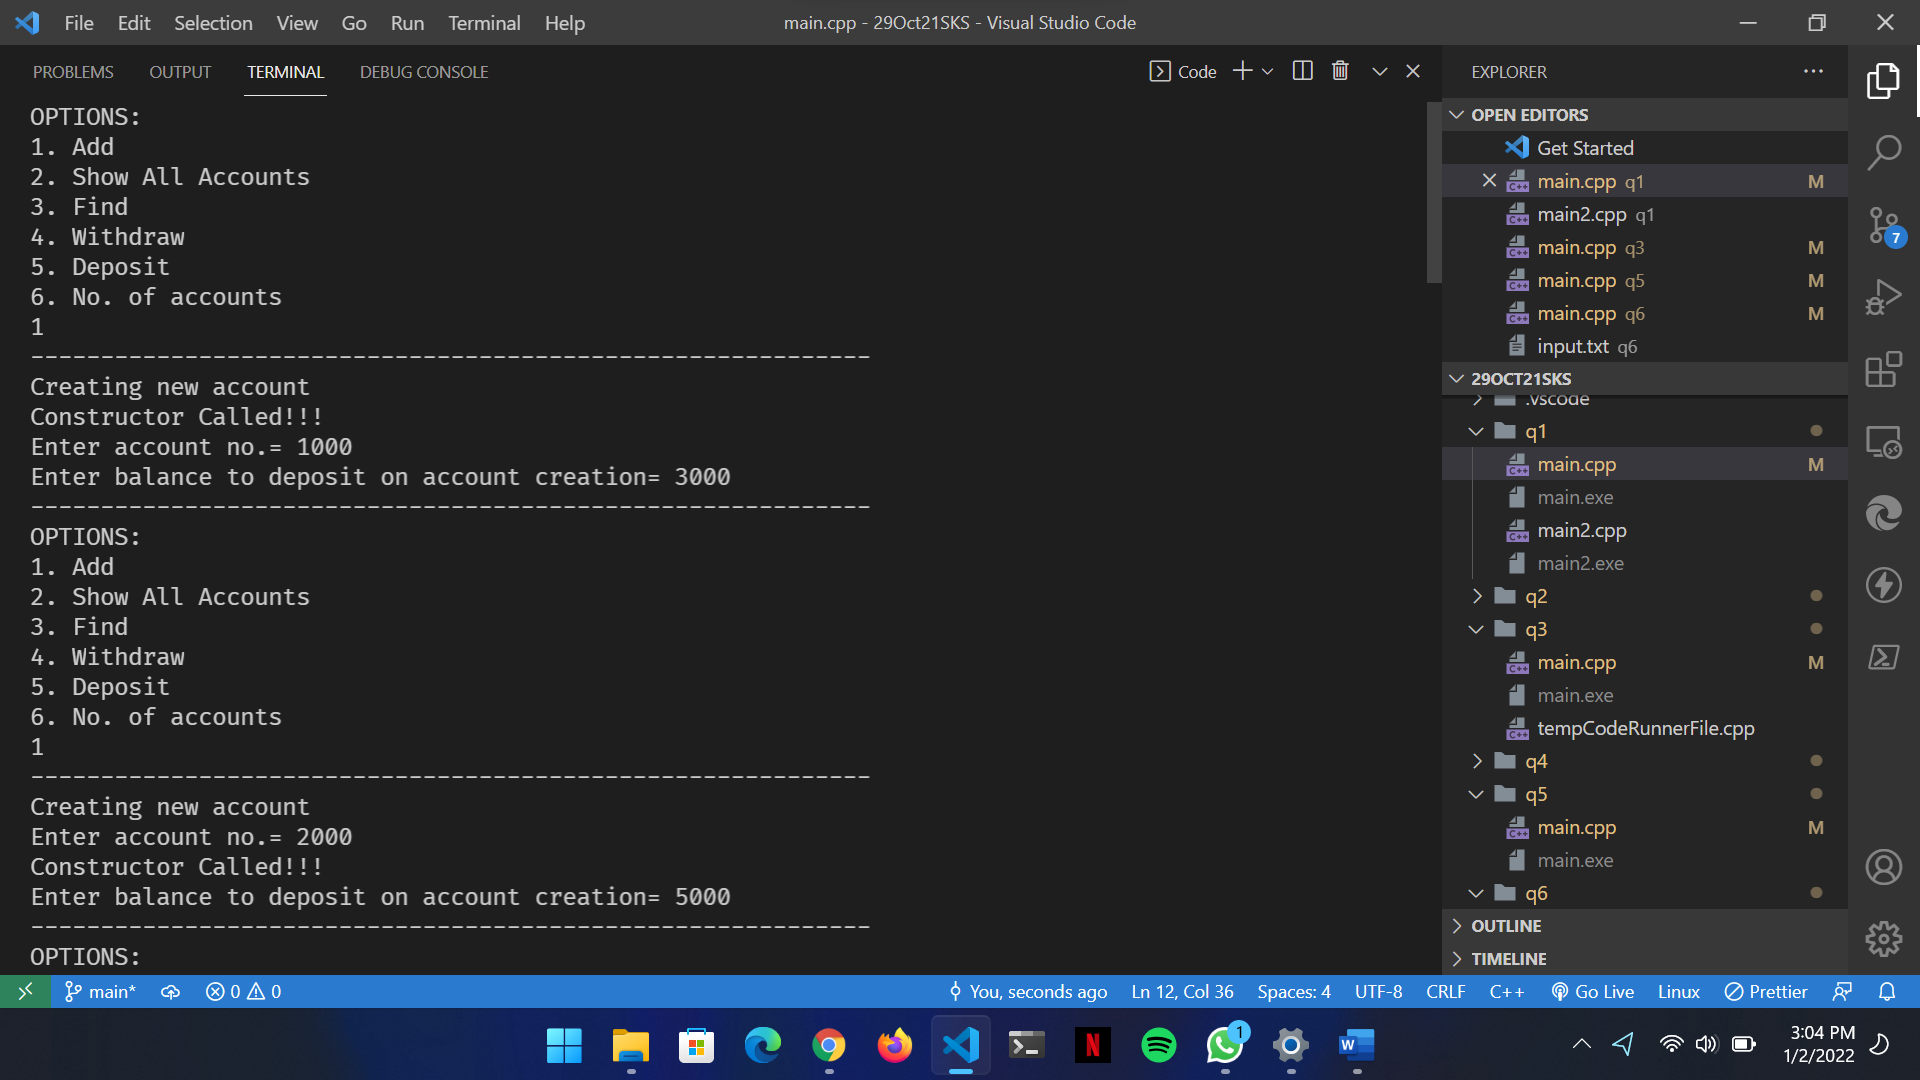 File Edit Selection View Go Run Terminal Help
main.cpp - 29Oct21SKS - Visual Studio Code
PROBLEMS OUTPUT TERMINAL DEBUG CONSOLE
Code
OPTIONS:
1. Add
2. Show All Accounts
3. Find
4. Withdraw
5. Deposit
6. No. of accounts
1
------------------------------------------------------------
Creating new account
Constructor Called!!!
Enter account no.= 1000
Enter balance to deposit on account creation= 3000
------------------------------------------------------------
OPTIONS:
1. Add
2. Show All Accounts
3. Find
4. Withdraw
5. Deposit
6. No. of accounts
1
------------------------------------------------------------
Creating new account
Enter account no.= 2000
Constructor Called!!!
Enter balance to deposit on account creation= 5000
------------------------------------------------------------
OPTIONS:
EXPLORER
OPEN EDITORS
Get Started
main.cpp q1 M
main2.cpp q1
main.cpp q3 M
main.cpp q5 M
main.cpp q6 M
input.txt q6
29OCT21SKS
.vscode
q1
main.cpp M
main.exe
main2.cpp
main2.exe
q2
q3
main.cpp M
main.exe
tempCodeRunnerFile.cpp
q4
q5
main.cpp M
main.exe
q6
OUTLINE
TIMELINE
7
main* 0 0
You, seconds ago Ln 12, Col 36 Spaces: 4 UTF-8 CRLF C++ Go Live Linux Prettier
N
1
W
3:04 PM
1/2/2022